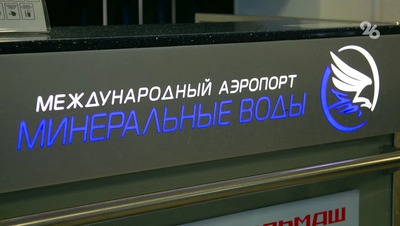 МЕЖДУНАРОДНЫЙ АЭРОПОРТ
МИНЕРАЛЬНЫЕ ВОДЫ